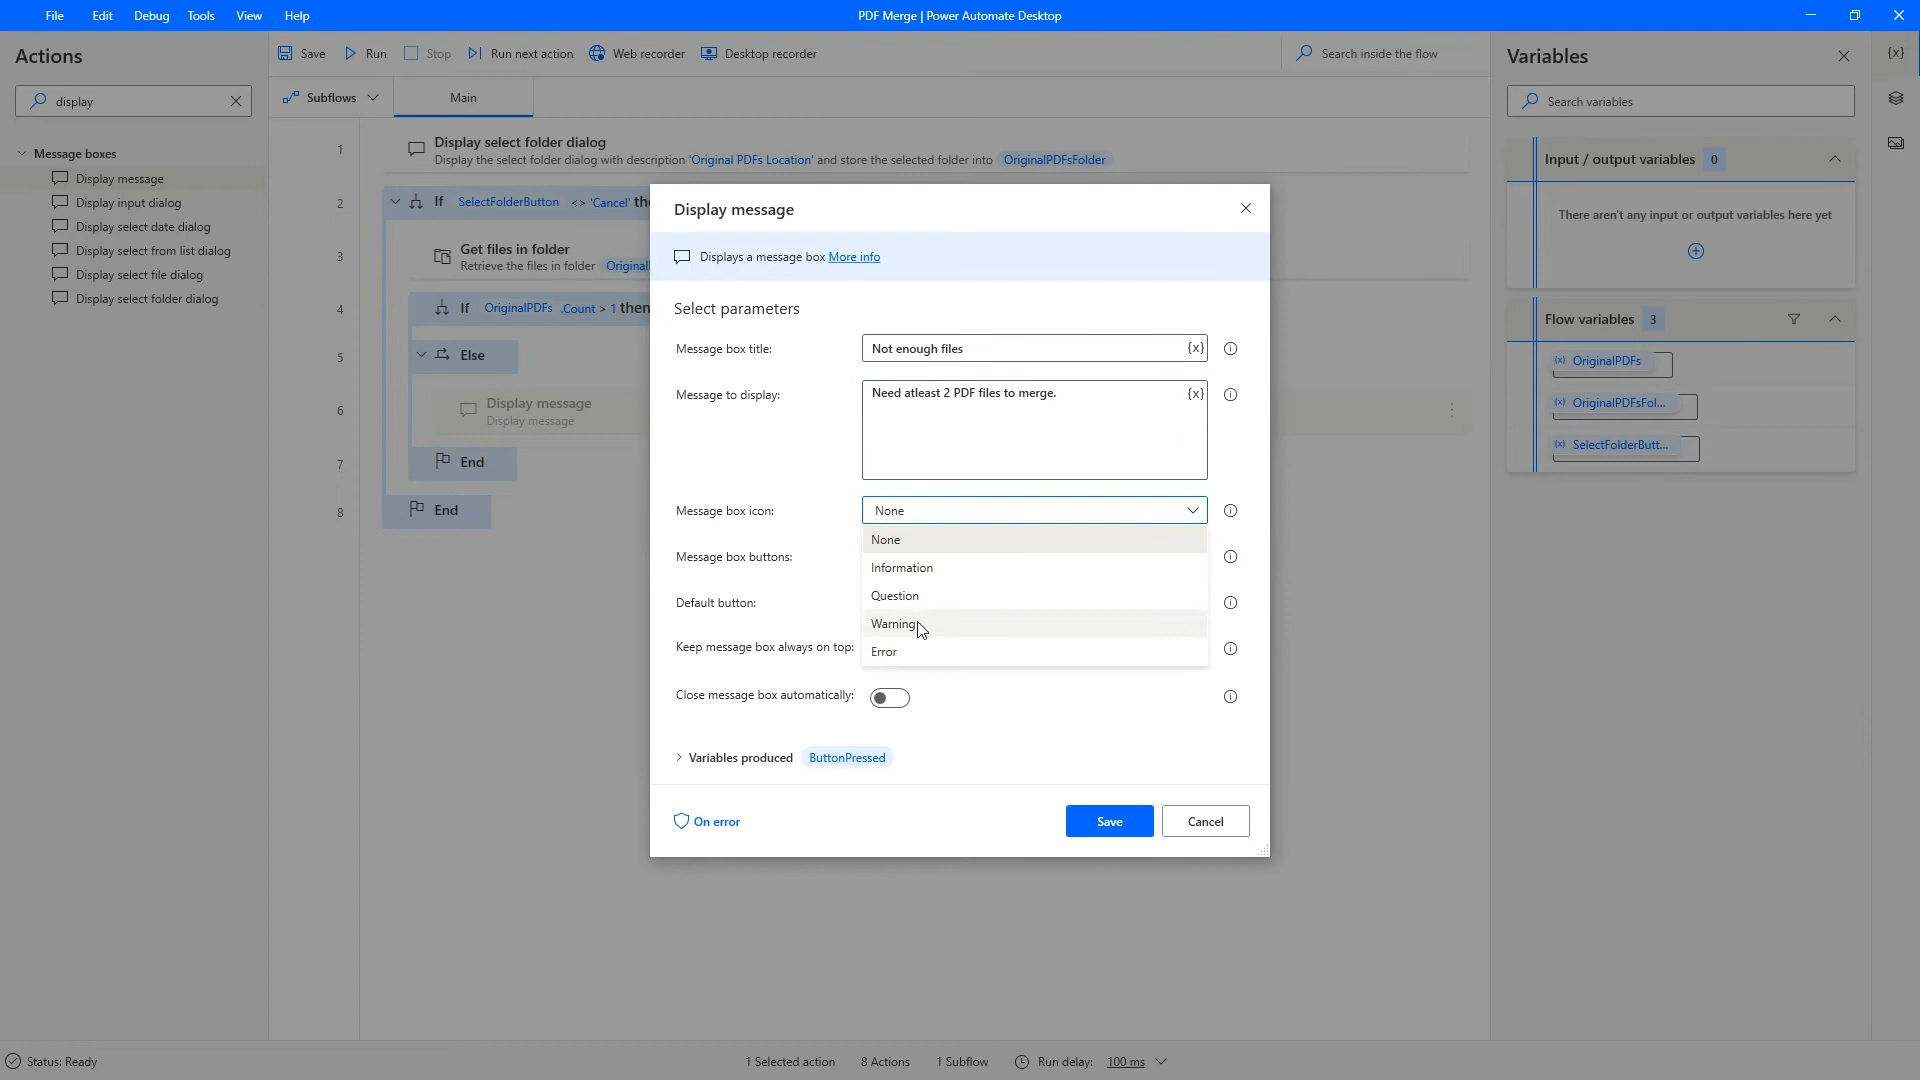 File Edit Debug Tools View Help
PDF Merge | Power Automate Desktop
Actions
display
Message boxes
Display message
Display input dialog
Display select date dialog
Display select from list dialog
Display select file dialog
Display select folder dialog
Save Run Stop Run next action Web recorder Desktop recorder
Search inside the flow
Subflows Main
1
Display select folder dialog
Display the select folder dialog with description 'Original PDFs Location' and store the selected folder into OriginalPDFsFolder
2
If SelectFolderButton <> 'Cancel' the
3
Get files in folder
Retrieve the files in folder Original
4
If OriginalPDFs .Count > 1 then
5
Else
6
Display message
Display message
7
End
8
End
Display message
Displays a message box More info
Select parameters
Message box title: Not enough files {x}
Message to display: Need atleast 2 PDF files to merge. {x}
Message box icon: None
None
Information
Question
Warning
Error
Message box buttons:
Default button:
Keep message box always on top:
Close message box automatically:
Variables produced ButtonPressed
On error
Save Cancel
Variables
{x}
Search variables
Input / output variables 0
There aren't any input or output variables here yet
Flow variables 3
(x) OriginalPDFs
(x) OriginalPDFsFol...
(x) SelectFolderButt...
Status: Ready
1 Selected action 8 Actions 1 Subflow Run delay: 100 ms